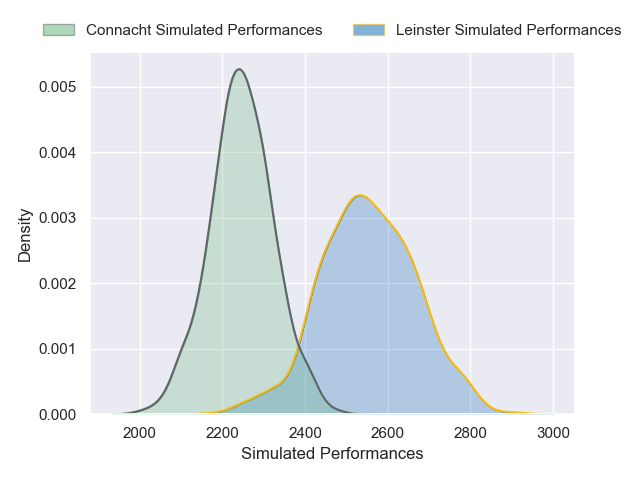 Connacht Simulated Performances
Leinster Simulated Performances
0.005
0.004
0.003
0.002
0.001
0.000
Density
2000 2200 2400 2600 2800 3000
Simulated Performances